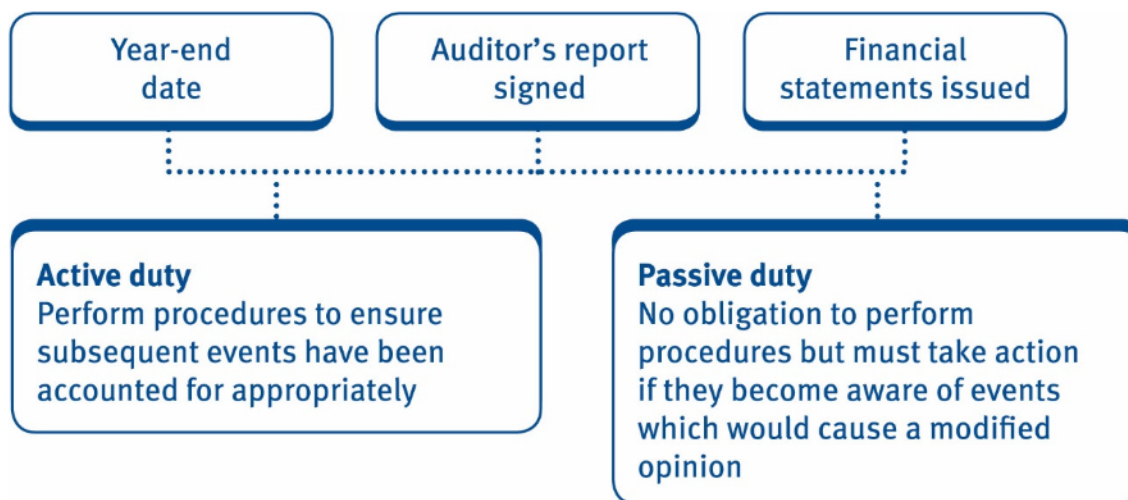 Year-end
date
Auditor’s report
signed
Financial
statements issued
Active duty
Perform procedures to ensure
subsequent events have been
accounted for appropriately
Passive duty
No obligation to perform
procedures but must take action
if they become aware of events
which would cause a modified
opinion